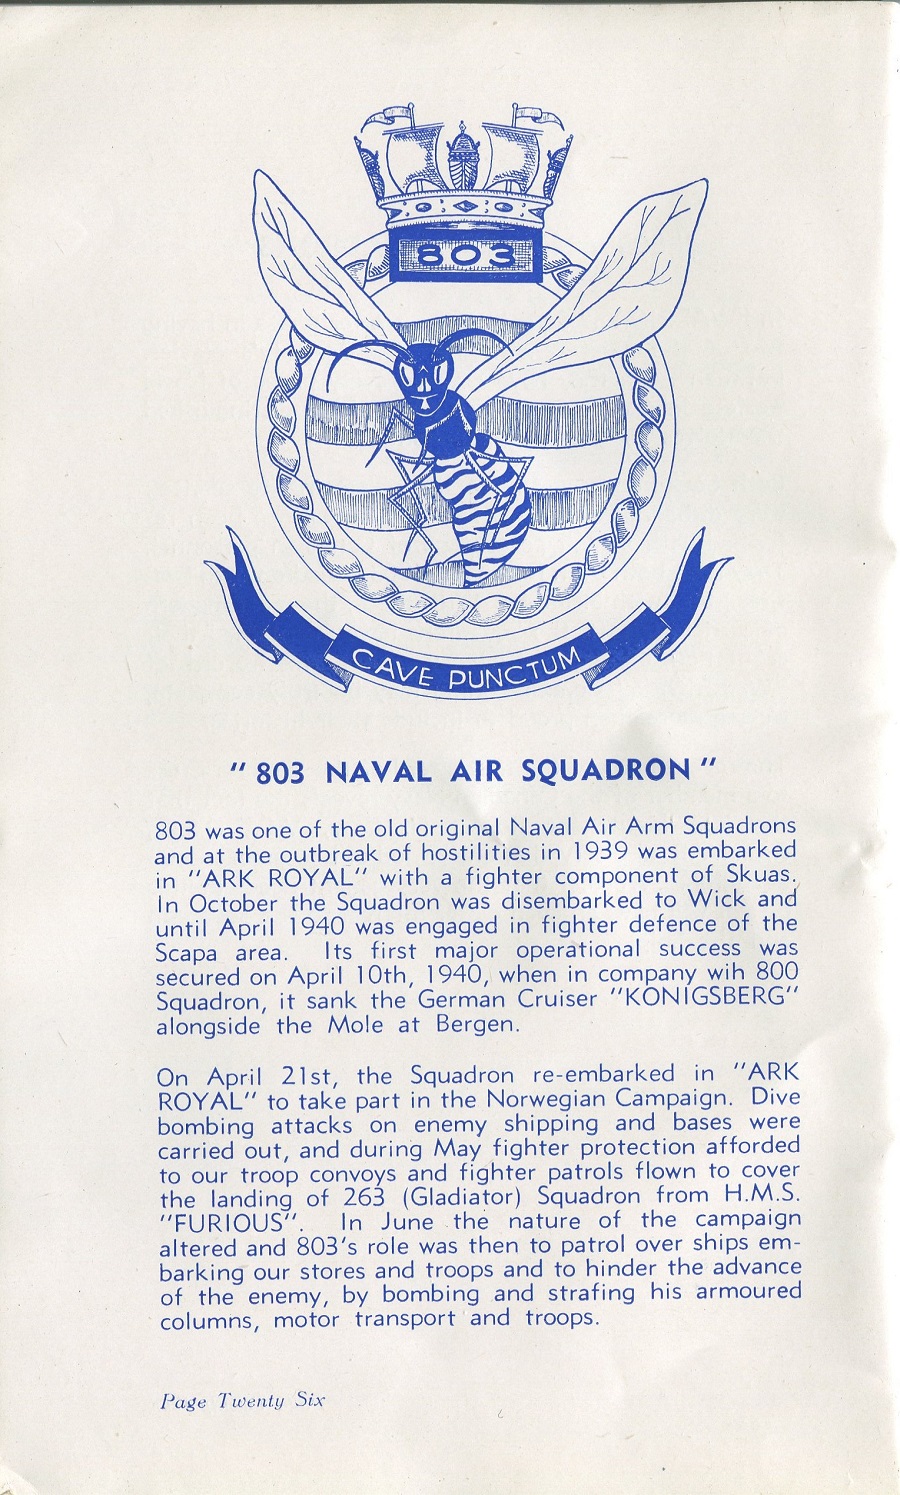 803
CAVE PUNCTUM
" 803 NAVAL AIR SQUADRON "
803 was one of the old original Naval Air Arm Squadrons
and at the outbreak of hostilities in 1939 was embarked
in "ARK ROYAL" with a fighter component of Skuas.
In October the Squadron was disembarked to Wick and
until April 1940 was engaged in fighter defence of the
Scapa area. Its first major operational success was
secured on April 10th, 1940, when in company wih 800
Squadron, it sank the German Cruiser "KONIGSBERG"
alongside the Mole at Bergen.
On April 21st, the Squadron re-embarked in "ARK
ROYAL" to take part in the Norwegian Campaign. Dive
bombing attacks on enemy shipping and bases were
carried out, and during May fighter protection afforded
to our troop convoys and fighter patrols flown to cover
the landing of 263 (Gladiator) Squadron from H.M.S.
"FURIOUS". In June the nature of the campaign
altered and 803's role was then to patrol over ships em-
barking our stores and troops and to hinder the advance
of the enemy, by bombing and strafing his armoured
columns, motor transport and troops.
Page Twenty Six